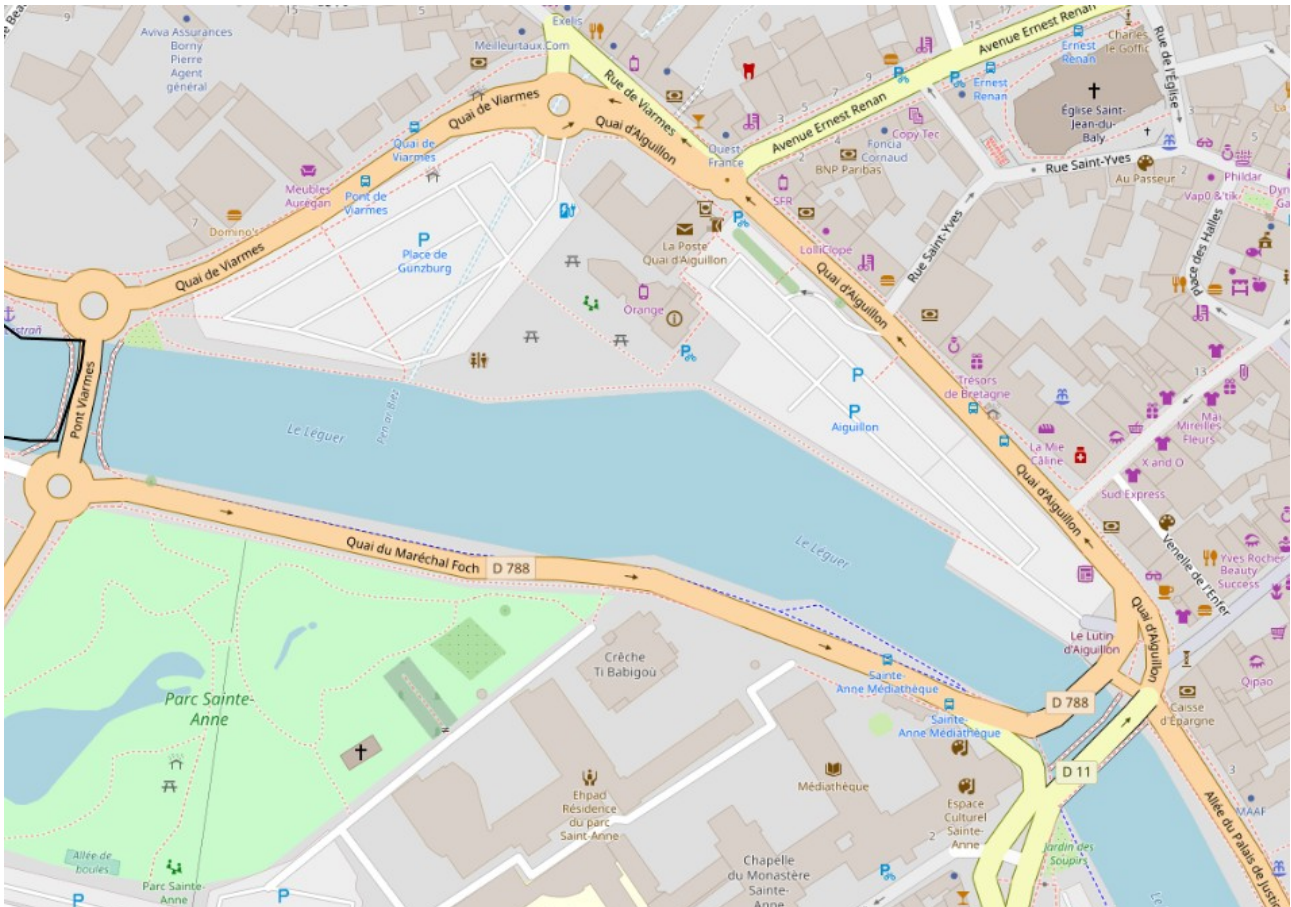 Aviva Assurances
Borny
Pierre
Agent
général
Exelis
Meilleurtaux.Com
Quai de Viarmes
Rue de Viarmes
Quai d'Aiguillon
Avenue Ernest Renan
Avenue Ernest Renan
Ernest
Renan
Ernest
Renan
Charles
le Goffic
Rue de l'Église
Église Saint-
Jean-du-
Baly
Copy Tec
Foncia
Cornaud
BNP Paribas
Ouest-
France
SFR
Rue Saint-Yves
Au Passeur
Phildar
Vap0 &'tik
Place des Halles
Quai de
Viarmes
Pont de
Viarmes
Meubles
Auregan
Domino's
Quai de Viarmes
Place de
Gunzburg
La Poste
Quai d'Aiguillon
LolliClope
Quai d'Aiguillon
Rue Saint-Yves
Orange
Pont Viarmes
Le Léguer
Pen ar Biez
Trésors
de Bretagne
Aiguillon
La Mie
Câline
Mai
Mireilles
Fleurs
X and O
Sud Express
Quai d'Aiguillon
Venelle de l'Enfer
Yves Rocher
Beauty
Success
Quai du Maréchal Foch
D 788
Le Léguer
Le Lutin
d'Aiguillon
Quai d'Aiguillon
Qipao
Caisse
d'Épargne
D 788
D 11
Crèche
Ti Babigoù
Sainte-
Anne Médiathèque
Sainte-
Anne Médiathèque
Parc Sainte-
Anne
Ehpad
Résidence
du parc
Saint-Anne
Médiathèque
Espace
Culturel
Sainte-
Anne
MAAF
Allée du Palais de Justice
Jardin des
Soupirs
Allée de
boules
Parc Sainte-
Anne
Chapelle
du Monastère
Sainte-
Anne